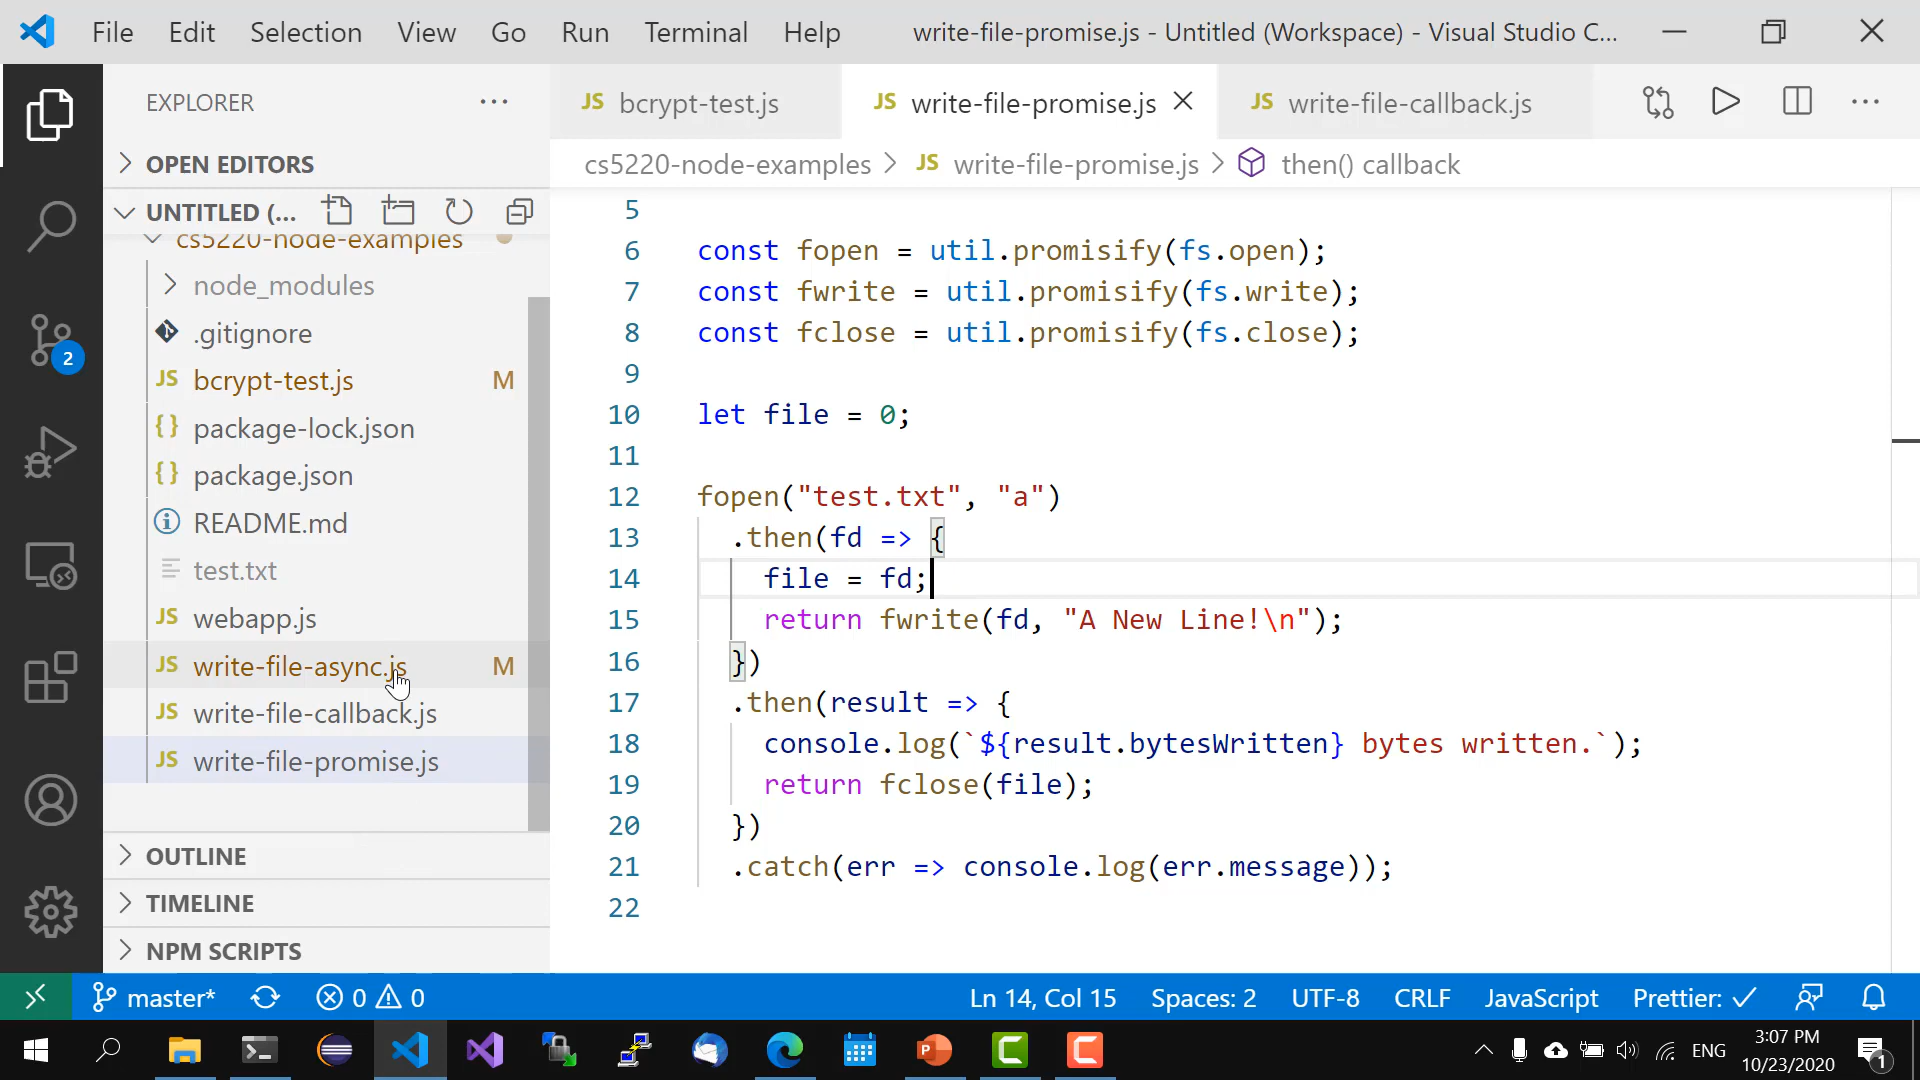 File Edit Selection View Go Run Terminal Help write-file-promise.js - Untitled (Workspace) - Visual Studio C...
EXPLORER
JS bcrypt-test.js JS write-file-promise.js JS write-file-callback.js
OPEN EDITORS
cs5220-node-examples > JS write-file-promise.js > then() callback
UNTITLED (...
cs5220-node-examples
node_modules
.gitignore
JS bcrypt-test.js M
{} package-lock.json
{} package.json
README.md
test.txt
JS webapp.js
JS write-file-async.js M
JS write-file-callback.js
JS write-file-promise.js
OUTLINE
TIMELINE
NPM SCRIPTS
2
5
6 const fopen = util.promisify(fs.open);
7 const fwrite = util.promisify(fs.write);
8 const fclose = util.promisify(fs.close);
9
10 let file = 0;
11
12 fopen("test.txt", "a")
13 .then(fd => {
14 file = fd;
15 return fwrite(fd, "A New Line!\n");
16 })
17 .then(result => {
18 console.log(`${result.bytesWritten} bytes written.`);
19 return fclose(file);
20 })
21 .catch(err => console.log(err.message));
22
master* 0 0 Ln 14, Col 15 Spaces: 2 UTF-8 CRLF JavaScript Prettier: ✓
ENG 3:07 PM
10/23/2020
1